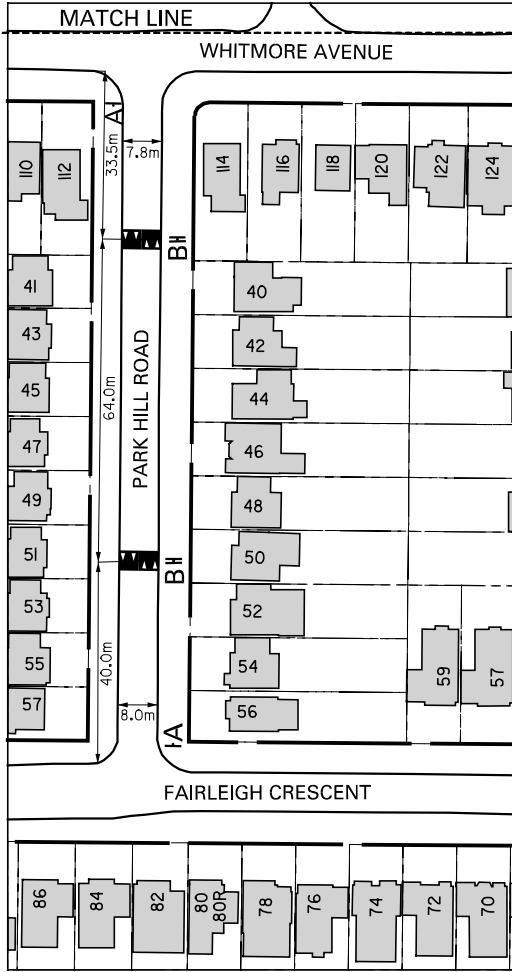 MATCH LINE
WHITMORE AVENUE
A
33.5m
7.8m
110
112
114
116
118
120
122
124
B
41
40
43
42
45
44
64.0m
PARK HILL ROAD
47
46
49
48
51
50
B
53
52
55
54
40.0m
59
57
57
56
8.0m
A
FAIRLEIGH CRESCENT
86
84
82
80
80R
78
76
74
72
70